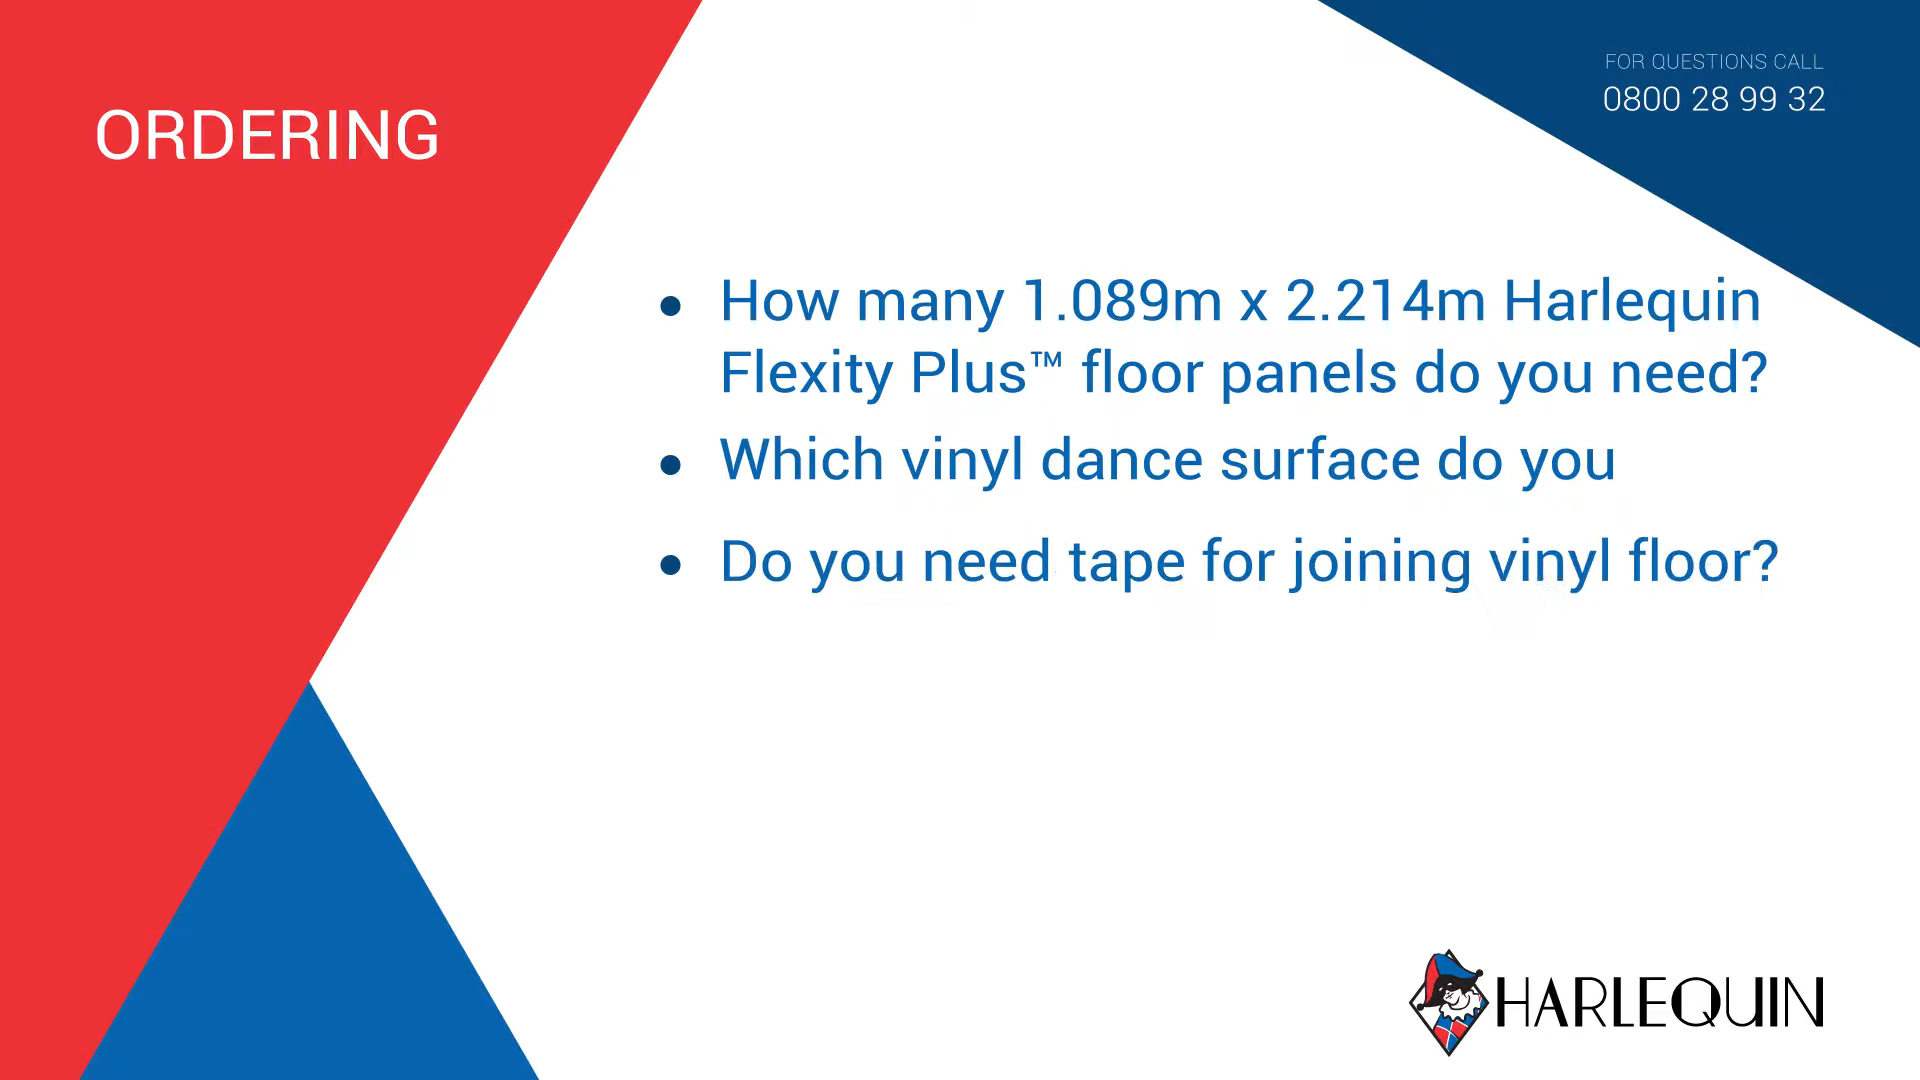 ORDERING
FOR QUESTIONS CALL
0800 28 99 32
• How many 1.089m x 2.214m Harlequin
Flexity Plus™ floor panels do you need?
• Which vinyl dance surface do you
• Do you need tape for joining vinyl floor?
HARLEQUIN